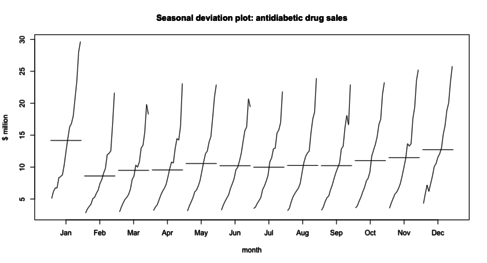 Seasonal deviation plot: antidiabetic drug sales
30
25
20
15
10
5
$ million
Jan Feb Mar Apr May Jun Jul Aug Sep Oct Nov Dec
month